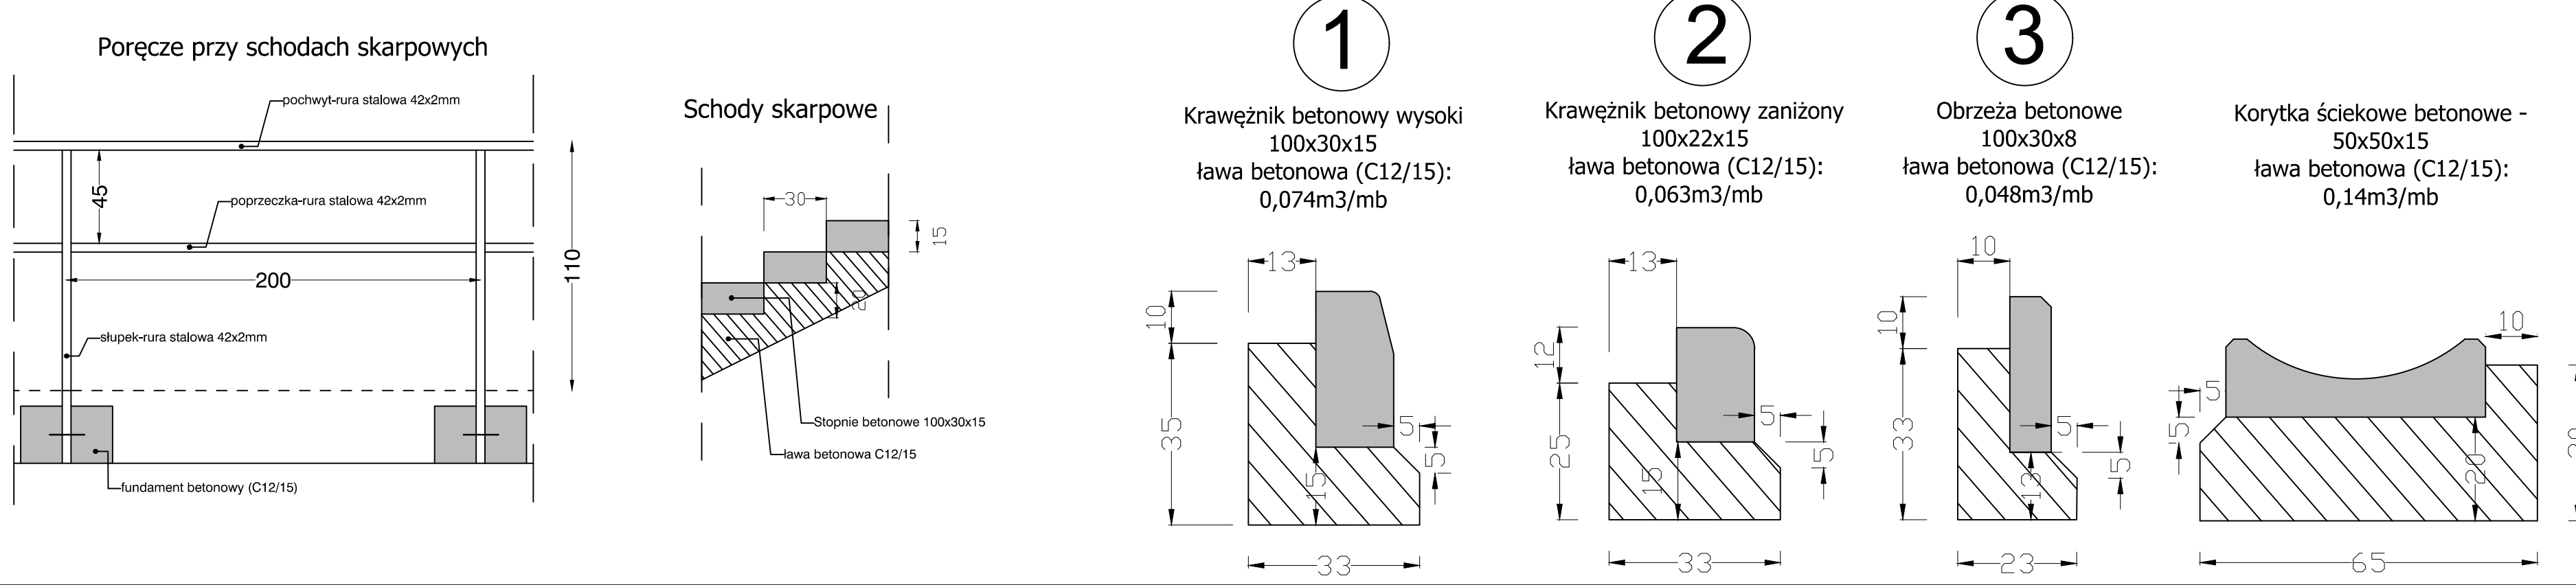 Poręcze przy schodach skarpowych
pochwyt-rura stalowa 42x2mm
45
poprzeczka-rura stalowa 42x2mm
200
110
słupek-rura stalowa 42x2mm
fundament betonowy (C12/15)
Schody skarpowe
30
15
20
Stopnie betonowe 100x30x15
ława betonowa C12/15
1
Krawężnik betonowy wysoki
100x30x15
ława betonowa (C12/15):
0,074m3/mb
13
10
35
5
5
15
33
2
Krawężnik betonowy zaniżony
100x22x15
ława betonowa (C12/15):
0,063m3/mb
13
12
25
5
5
15
33
3
Obrzeża betonowe
100x30x8
ława betonowa (C12/15):
0,048m3/mb
10
10
33
5
5
13
23
Korytka ściekowe betonowe -
50x50x15
ława betonowa (C12/15):
0,14m3/mb
10
5
5
20
65